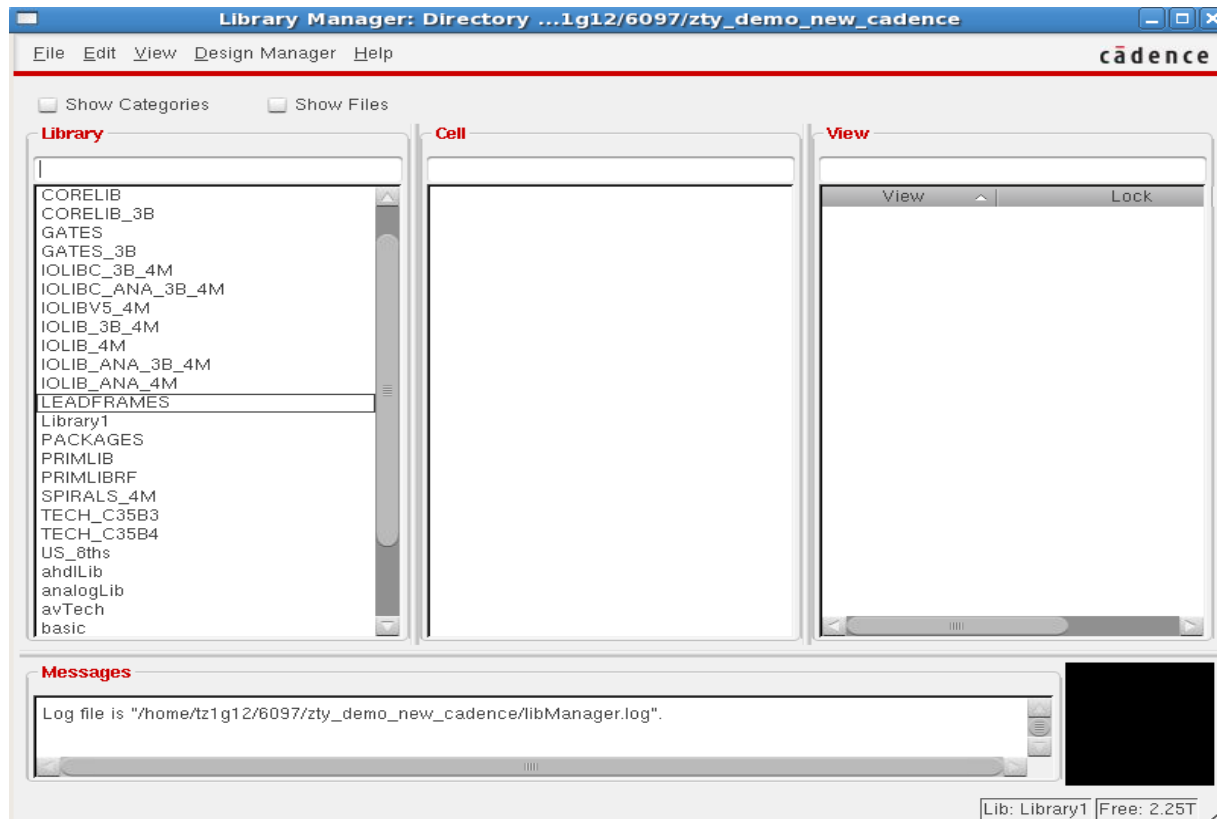 Library Manager: Directory ...1g12/6097/zty_demo_new_cadence
File Edit View Design Manager Help
cādence
Show Categories Show Files
Library
Cell
View
View Lock
CORELIB
CORELIB_3B
GATES
GATES_3B
IOLIBC_3B_4M
IOLIBC_ANA_3B_4M
IOLIBV5_4M
IOLIB_3B_4M
IOLIB_4M
IOLIB_ANA_3B_4M
IOLIB_ANA_4M
LEADFRAMES
Library1
PACKAGES
PRIMLIB
PRIMLIBRF
SPIRALS_4M
TECH_C35B3
TECH_C35B4
US_8ths
ahdlLib
analogLib
avTech
basic
Messages
Log file is "/home/tz1g12/6097/zty_demo_new_cadence/libManager.log".
Lib: Library1 Free: 2.25T